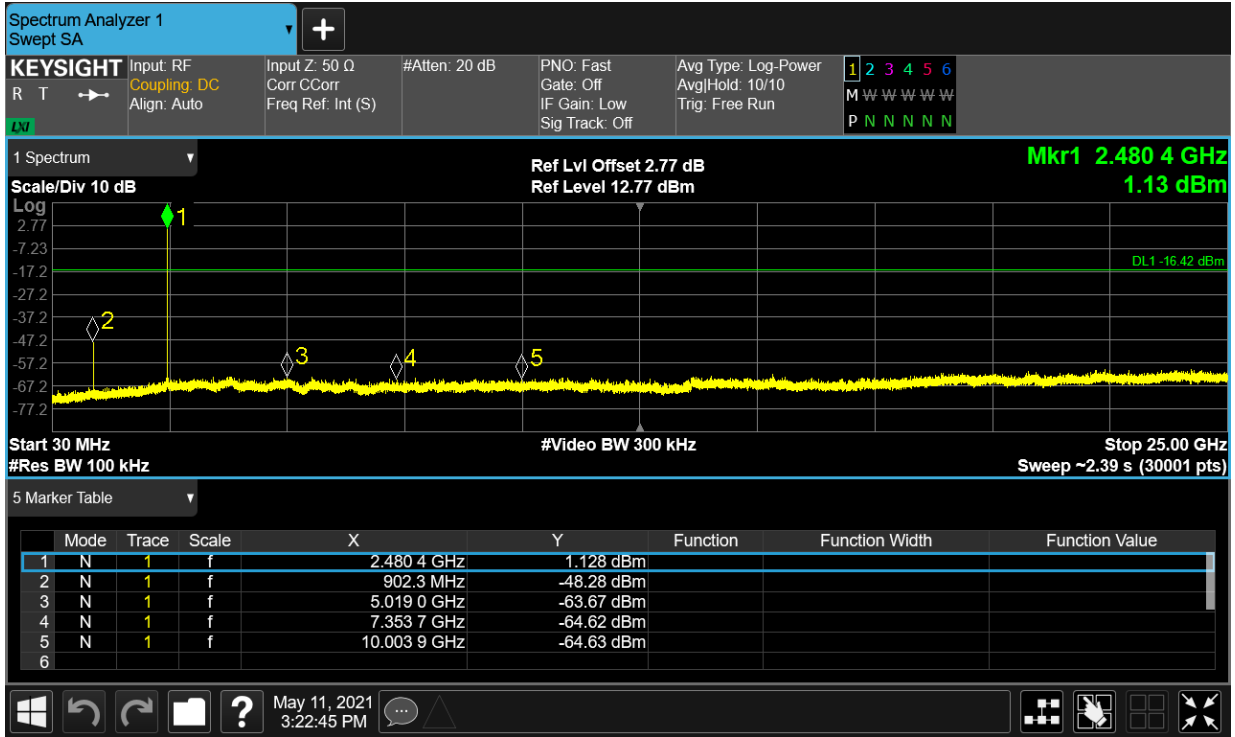 Spectrum Analyzer 1
Swept SA
KEYSIGHT
R T
LXI
Input: RF
Coupling: DC
Align: Auto
Input Z: 50 Ω
Corr CCorr
Freq Ref: Int (S)
#Atten: 20 dB
PNO: Fast
Gate: Off
IF Gain: Low
Sig Track: Off
Avg Type: Log-Power
Avg|Hold: 10/10
Trig: Free Run
1 2 3 4 5 6
M W W W W W
P N N N N N
1 Spectrum
Scale/Div 10 dB
Ref Lvl Offset 2.77 dB
Ref Level 12.77 dBm
Mkr1 2.480 4 GHz
1.13 dBm
Log
2.77
-7.23
-17.2
-27.2
-37.2
-47.2
-57.2
-67.2
-77.2
1
2
3
4
5
DL1 -16.42 dBm
Start 30 MHz
#Video BW 300 kHz
Stop 25.00 GHz
#Res BW 100 kHz
Sweep ~2.39 s (30001 pts)
5 Marker Table
Mode Trace Scale X Y Function Function Width Function Value
1 N 1 f 2.480 4 GHz 1.128 dBm
2 N 1 f 902.3 MHz -48.28 dBm
3 N 1 f 5.019 0 GHz -63.67 dBm
4 N 1 f 7.353 7 GHz -64.62 dBm
5 N 1 f 10.003 9 GHz -64.63 dBm
6
?
May 11, 2021
3:22:45 PM